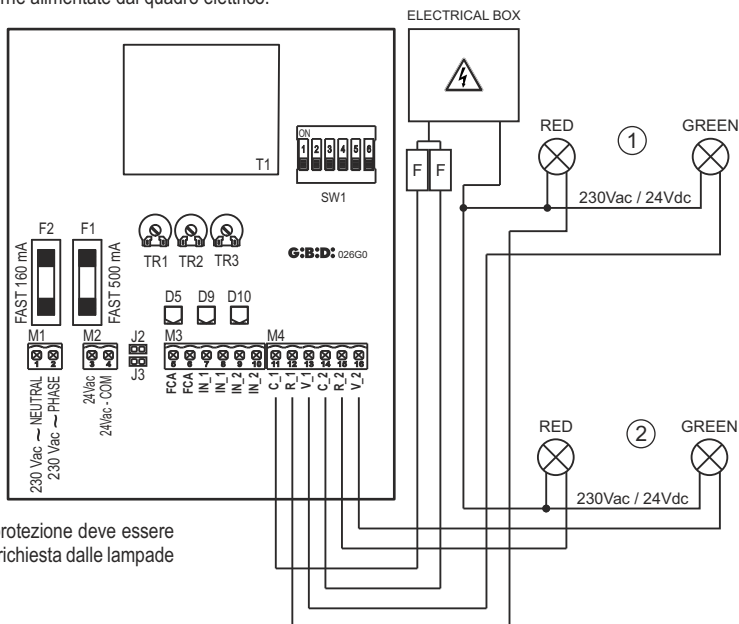 alimentate dal quadro elettrico.
ELECTRICAL BOX
RED
1
GREEN
230Vac / 24Vdc
F F
T1
ON
1 2 3 4 5 6
SW1
TR1 TR2 TR3
G:B:D: 026G0
F2 F1
FAST 160 mA
FAST 500 mA
D5 D9 D10
M1 M2 J2 M3 M4
J3
1 2 3 4 5 6 7 8 9 10 11 12 13 14 15 16
230 Vac ~ NEUTRAL
230 Vac ~ PHASE
24Vac
24Vac - COM
FCA
FCA
IN_1
IN_1
IN_2
IN_2
C_1
R_1
V_1
C_2
R_2
V_2
RED
2
GREEN
230Vac / 24Vdc
protezione deve essere
richiesta dalle lampade